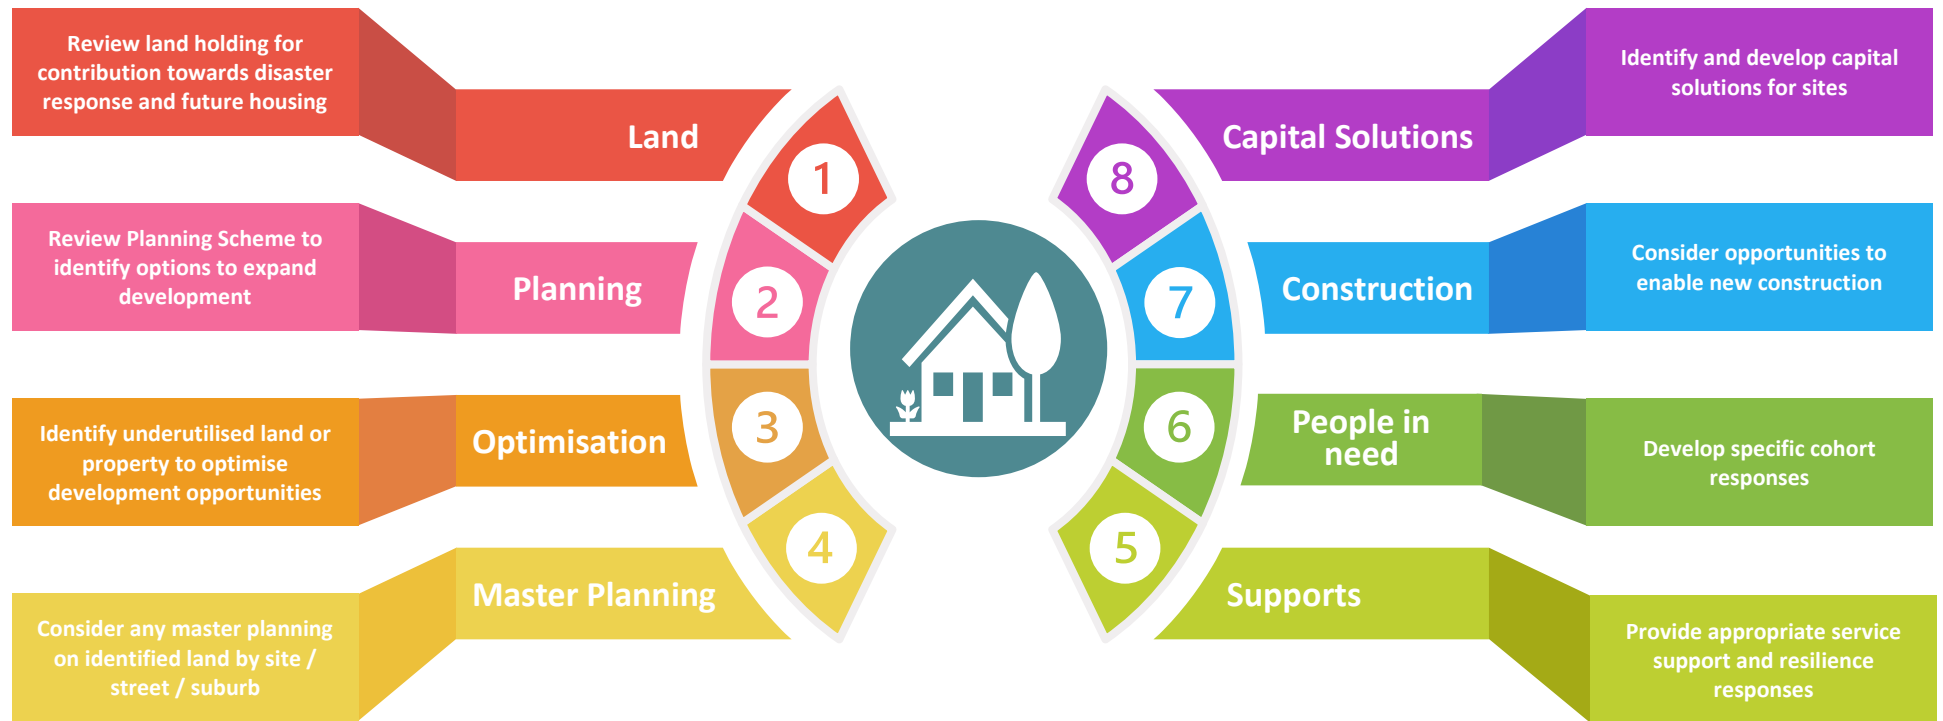 Review land holding for
contribution towards disaster
response and future housing
Land
1
Review Planning Scheme to
identify options to expand
development
Planning
2
Identify underutilised land or
property to optimise
development opportunities
Optimisation
3
Consider any master planning
on identified land by site /
street / suburb
Master Planning
4
8
Capital Solutions
Identify and develop capital
solutions for sites
7
Construction
Consider opportunities to
enable new construction
6
People in
need
Develop specific cohort
responses
5
Supports
Provide appropriate service
support and resilience
responses